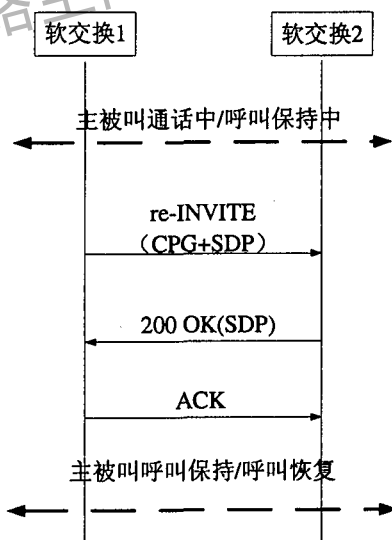 软交换1
软交换2
主被叫通话中/呼叫保持中
re-INVITE
（CPG+SDP）
200 OK(SDP)
ACK
主被叫呼叫保持/呼叫恢复